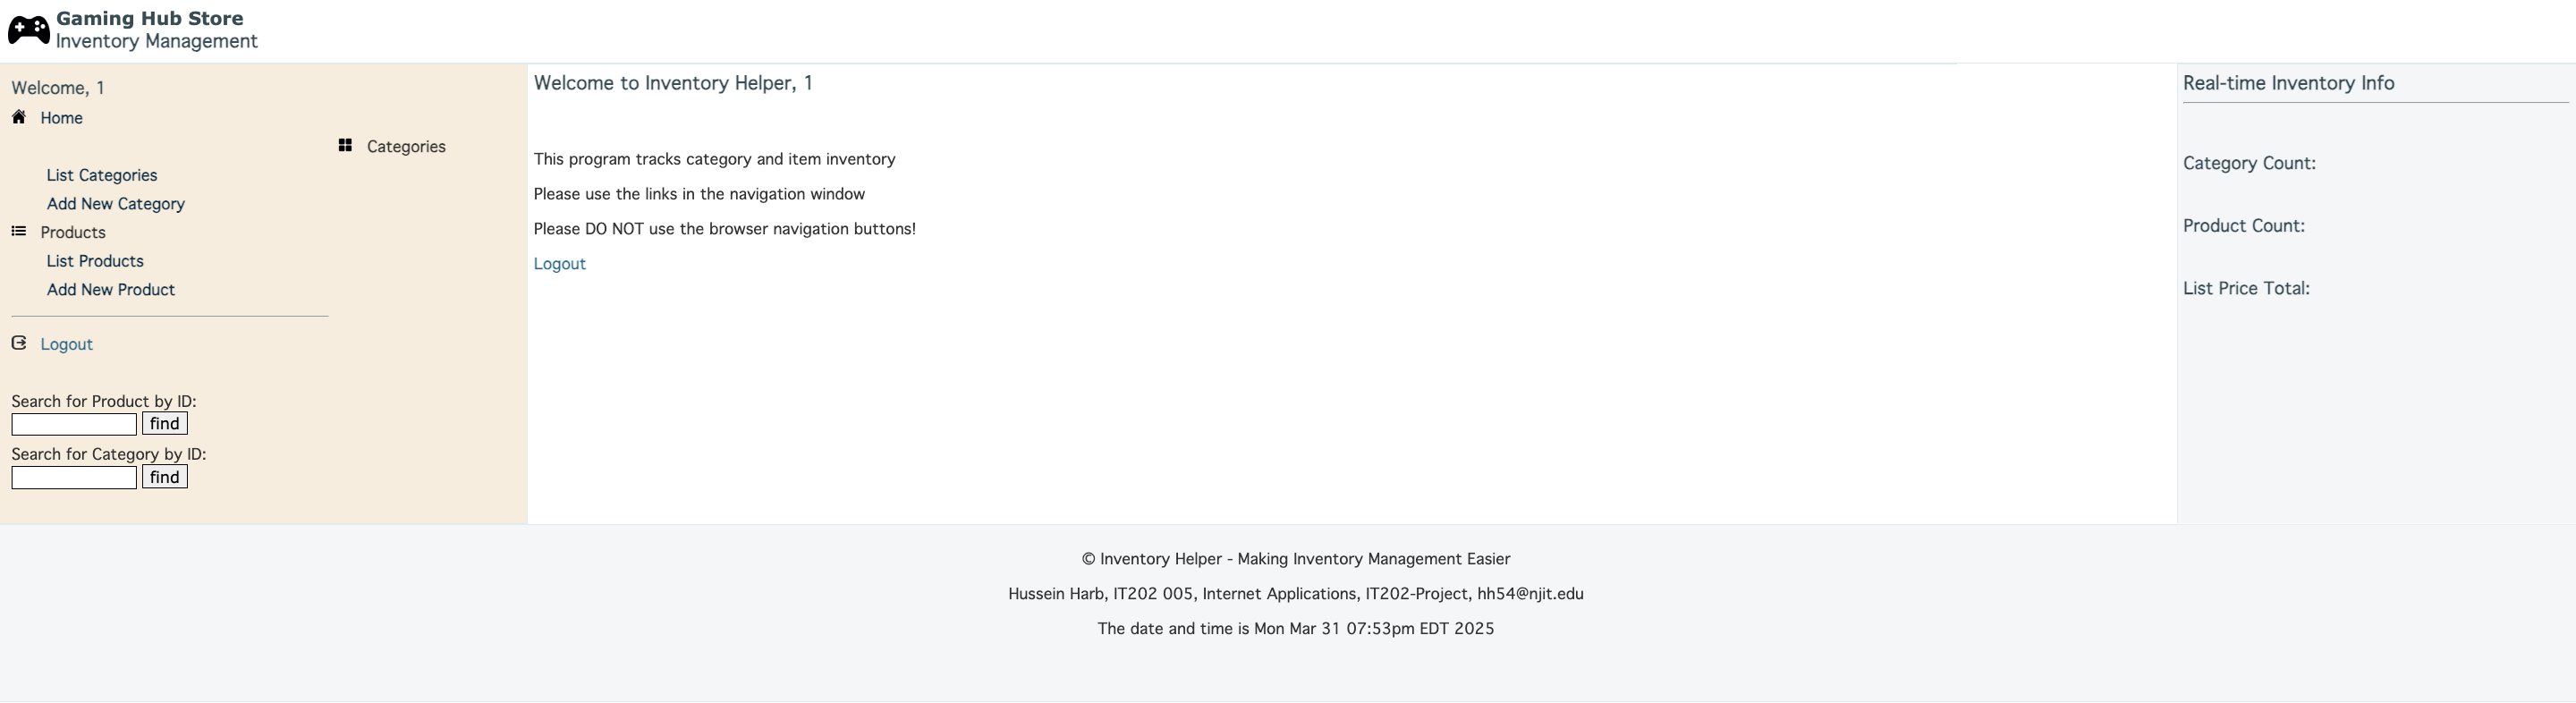 Gaming Hub Store
Inventory Management
Welcome, 1
Home
Categories
List Categories
Add New Category
Products
List Products
Add New Product
Logout
Search for Product by ID:
find
Search for Category by ID:
find
Welcome to Inventory Helper, 1
This program tracks category and item inventory
Please use the links in the navigation window
Please DO NOT use the browser navigation buttons!
Logout
Real-time Inventory Info
Category Count:
Product Count:
List Price Total:
© Inventory Helper - Making Inventory Management Easier
Hussein Harb, IT202 005, Internet Applications, IT202-Project, hh54@njit.edu
The date and time is Mon Mar 31 07:53pm EDT 2025